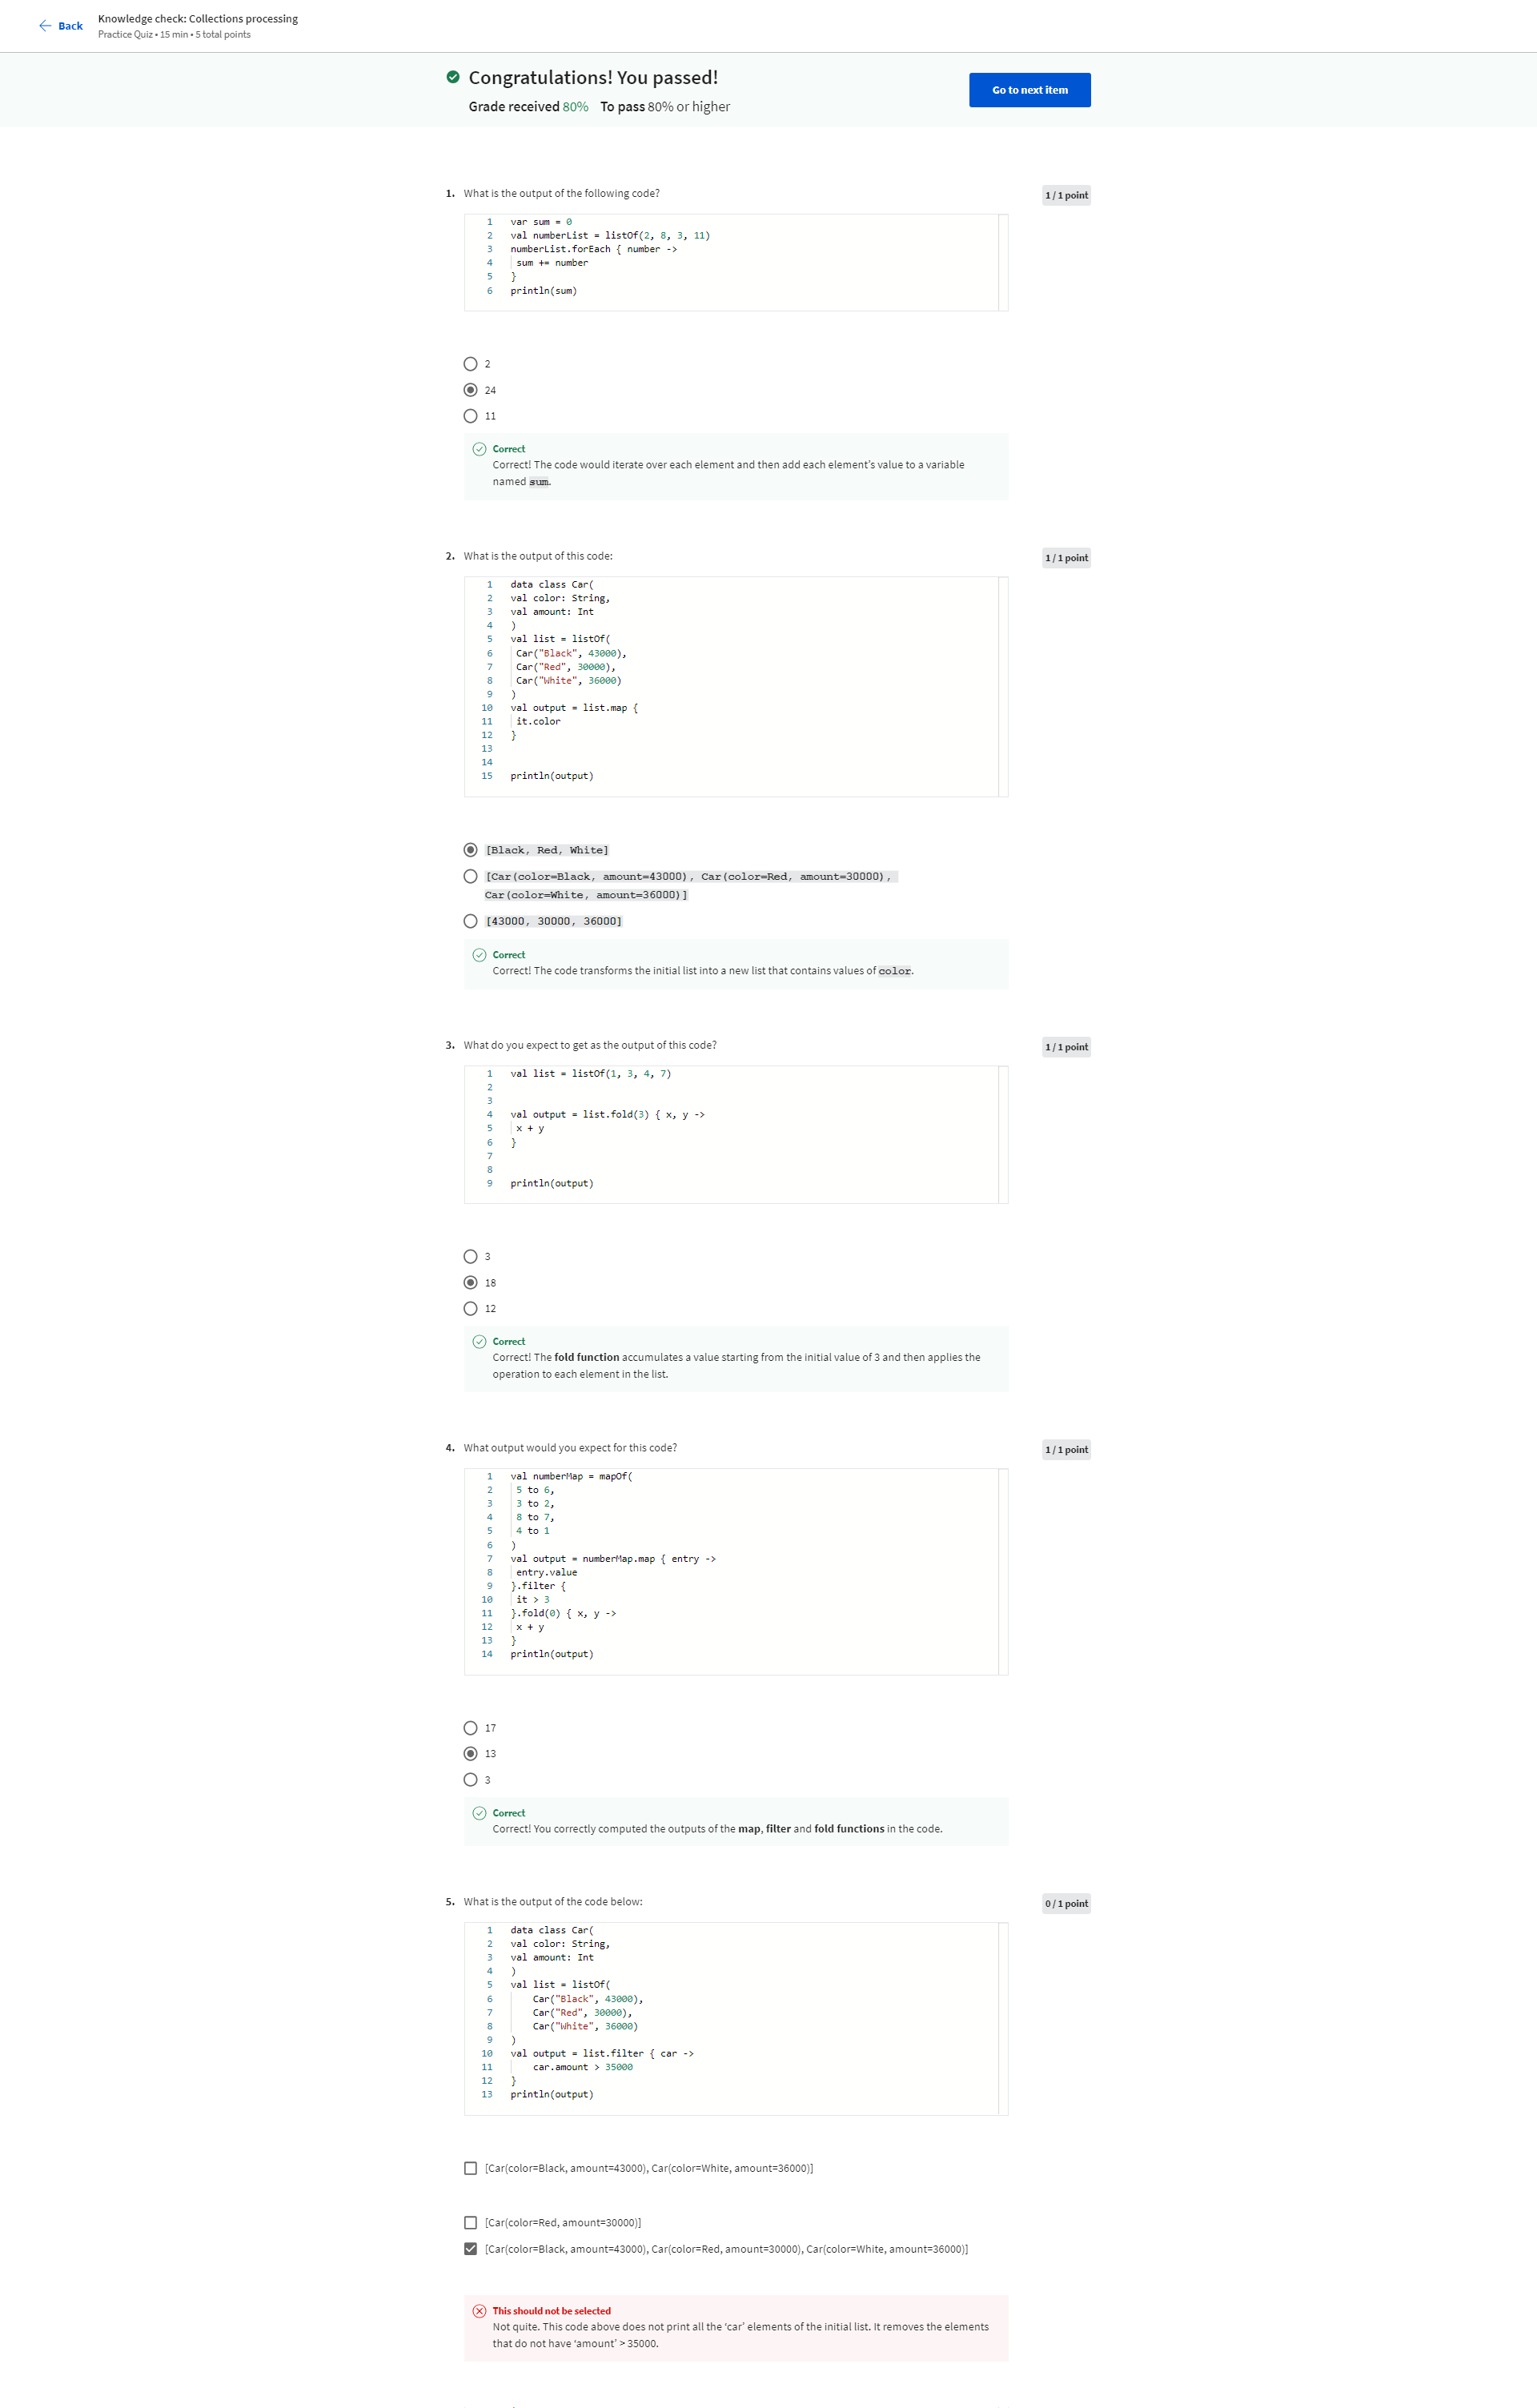 Back
Knowledge check: Collections processing
Practice Quiz • 15 min • 5 total points
Congratulations! You passed!
Grade received 80% To pass 80% or higher
Go to next item
1. What is the output of the following code?
1 / 1 point
1 var sum = 0
2 val numberList = listOf(2, 8, 3, 11)
3 numberList.forEach { number ->
4 sum += number
5 }
6 println(sum)
2
24
11
Correct
Correct! The code would iterate over each element and then add each element's value to a variable
named sum.
2. What is the output of this code:
1 / 1 point
1 data class Car(
2 val color: String,
3 val amount: Int
4 )
5 val list = listOf(
6 Car("Black", 43000),
7 Car("Red", 30000),
8 Car("White", 36000)
9 )
10 val output = list.map {
11 it.color
12 }
13
14
15 println(output)
[Black, Red, White]
[Car(color=Black, amount=43000), Car(color=Red, amount=30000),
Car(color=White, amount=36000)]
[43000, 30000, 36000]
Correct
Correct! The code transforms the initial list into a new list that contains values of color.
3. What do you expect to get as the output of this code?
1 / 1 point
1 val list = listOf(1, 3, 4, 7)
2
3
4 val output = list.fold(3) { x, y ->
5 x + y
6 }
7
8
9 println(output)
3
18
12
Correct
Correct! The fold function accumulates a value starting from the initial value of 3 and then applies the
operation to each element in the list.
4. What output would you expect for this code?
1 / 1 point
1 val numberMap = mapOf(
2 5 to 6,
3 3 to 2,
4 8 to 7,
5 4 to 1
6 )
7 val output = numberMap.map { entry ->
8 entry.value
9 }.filter {
10 it > 3
11 }.fold(0) { x, y ->
12 x + y
13 }
14 println(output)
17
13
3
Correct
Correct! You correctly computed the outputs of the map, filter and fold functions in the code.
5. What is the output of the code below:
0 / 1 point
1 data class Car(
2 val color: String,
3 val amount: Int
4 )
5 val list = listOf(
6 Car("Black", 43000),
7 Car("Red", 30000),
8 Car("White", 36000)
9 )
10 val output = list.filter { car ->
11 car.amount > 35000
12 }
13 println(output)
[Car(color=Black, amount=43000), Car(color=White, amount=36000)]
[Car(color=Red, amount=30000)]
[Car(color=Black, amount=43000), Car(color=Red, amount=30000), Car(color=White, amount=36000)]
This should not be selected
Not quite. This code above does not print all the 'car' elements of the initial list. It removes the elements
that do not have 'amount' > 35000.